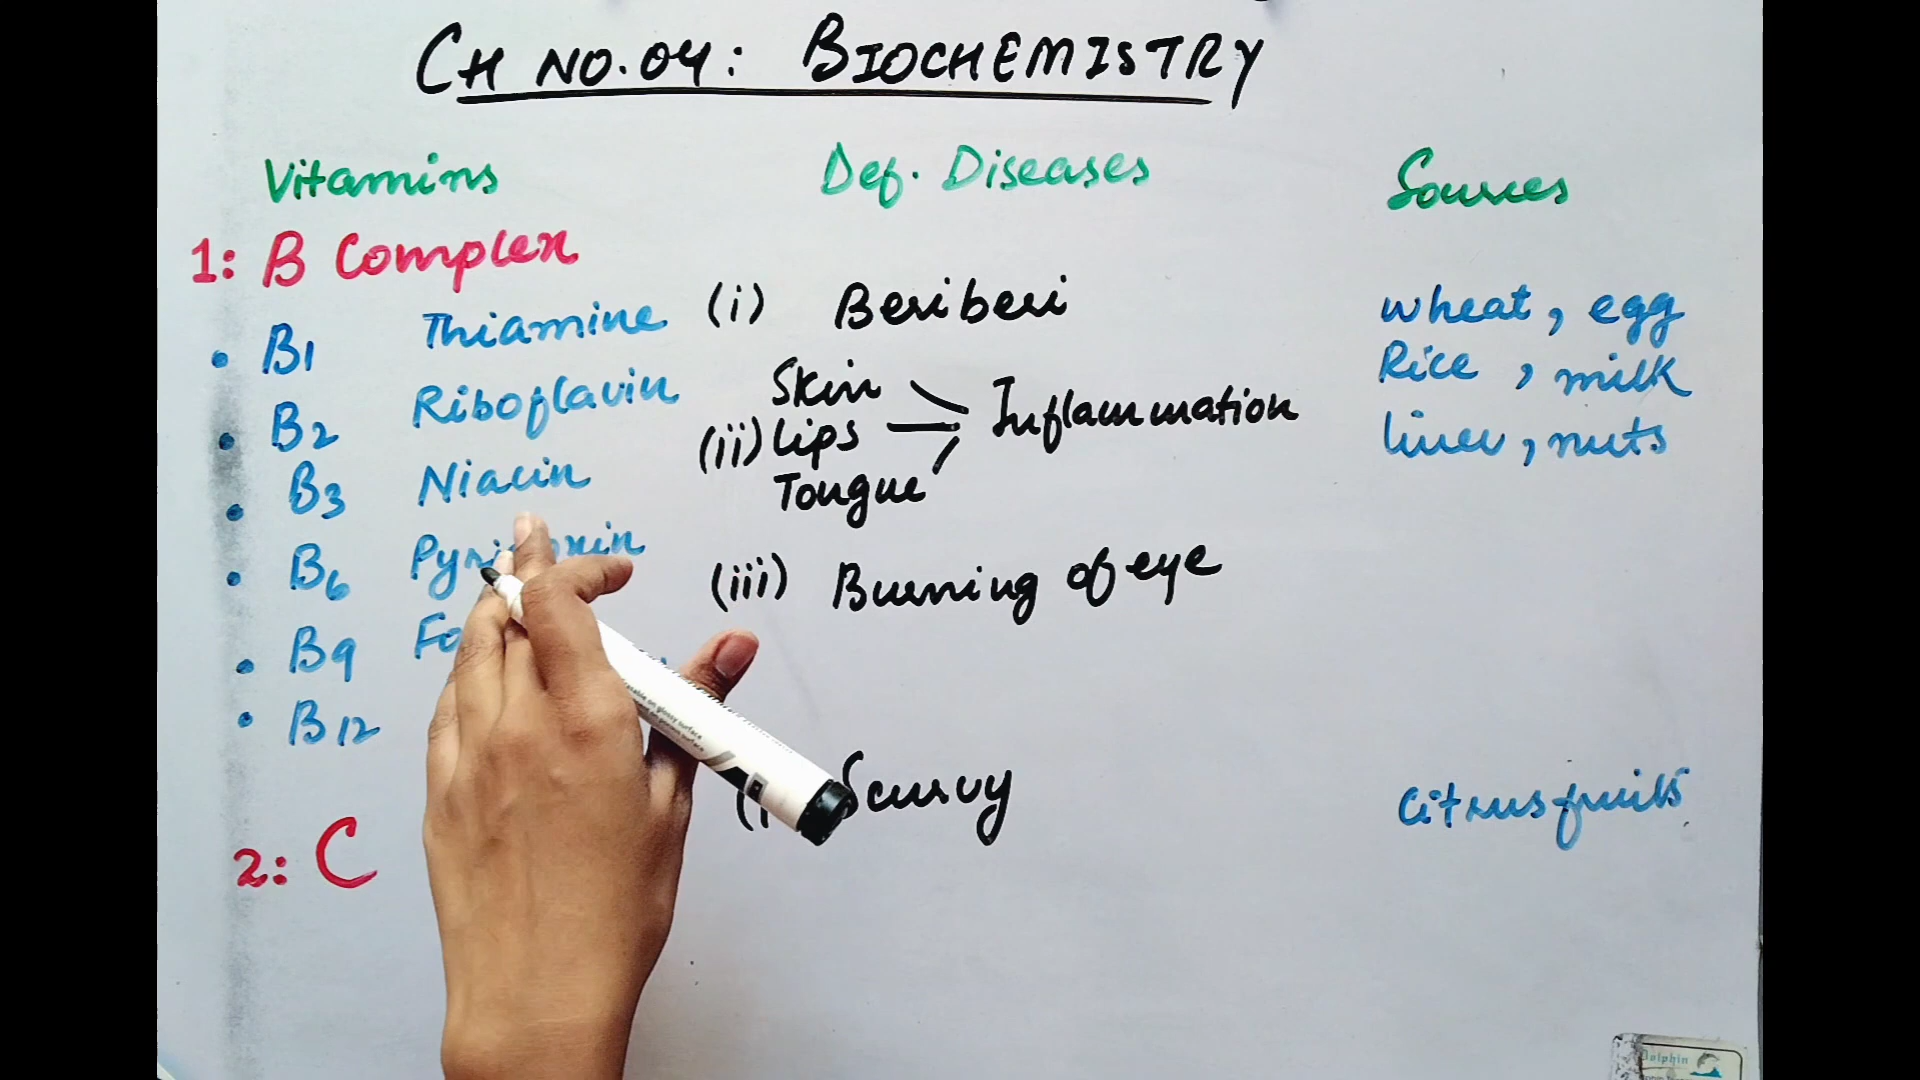 CH NO.04: BIOCHEMISTRY
Vitamins Def. Diseases Sources
1: B Complex
• B1 Thiamine (i) Beriberi wheat, egg
Rice, milk
• B2 Riboflavin (ii) Skin Lips Tongue Inflammation liver, nuts
• B3 Niacin
• B6 (iii) Burning of eye
• B9
• B12
Scurvy citrus fruits
2: C
Dolphin